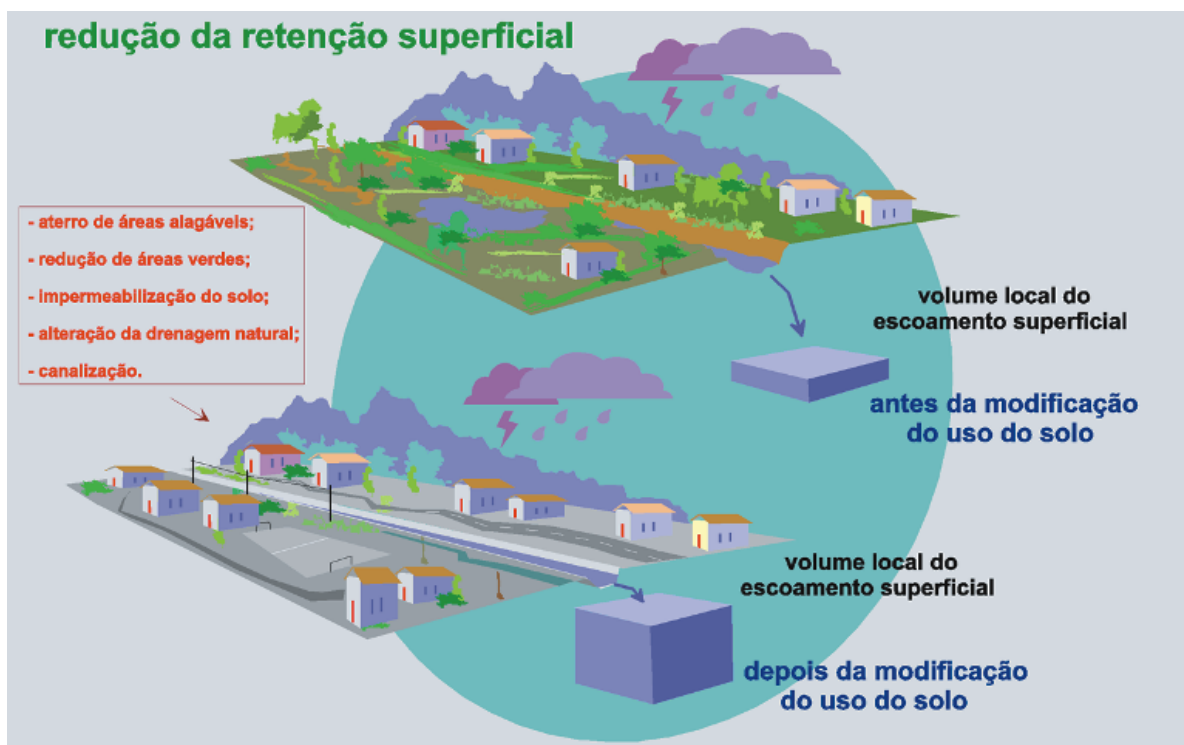 redução da retenção superficial
- aterro de áreas alagáveis;
- redução de áreas verdes;
- impermeabilização do solo;
- alteração da drenagem natural;
- canalização.
volume local do
escoamento superficial
antes da modificação
do uso do solo
volume local do
escoamento superficial
depois da modificação
do uso do solo